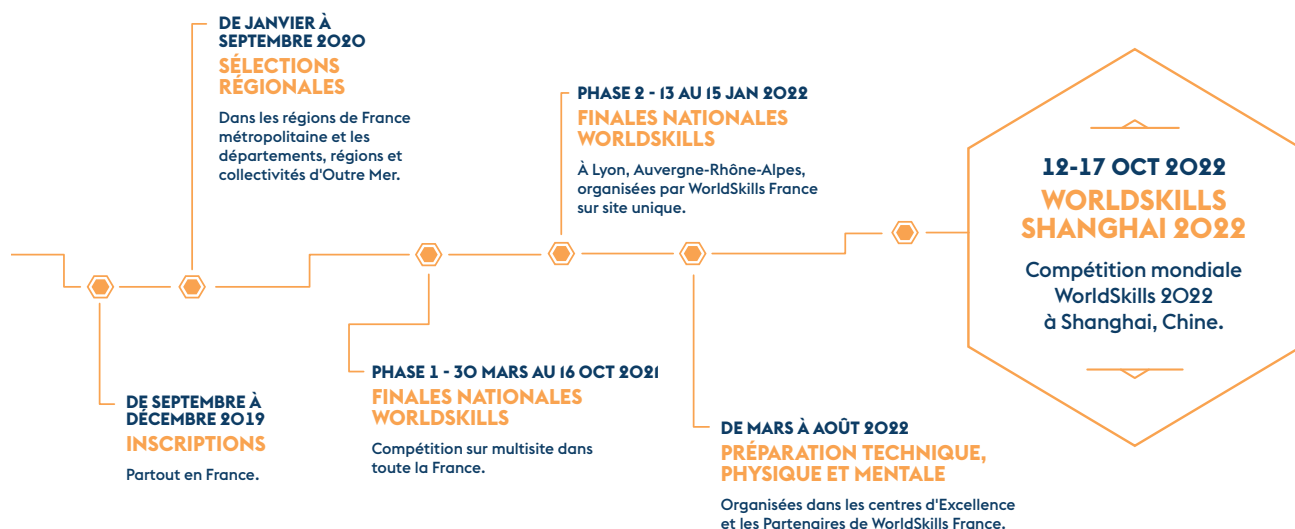 DE JANVIER À
SEPTEMBRE 2020
SÉLECTIONS
RÉGIONALES
Dans les régions de France
métropolitaine et les
départements, régions et
collectivités d'Outre Mer.
PHASE 2 - 13 AU 15 JAN 2022
FINALES NATIONALES
WORLDSKILLS
À Lyon, Auvergne-Rhône-Alpes,
organisées par WorldSkills France
sur site unique.
12-17 OCT 2022
WORLDSKILLS
SHANGHAI 2022
Compétition mondiale
WorldSkills 2022
à Shanghai, Chine.
DE SEPTEMBRE À
DÉCEMBRE 2019
INSCRIPTIONS
Partout en France.
PHASE 1 - 30 MARS AU 16 OCT 2021
FINALES NATIONALES
WORLDSKILLS
Compétition sur multisite dans
toute la France.
DE MARS À AOÛT 2022
PRÉPARATION TECHNIQUE,
PHYSIQUE ET MENTALE
Organisées dans les centres d'Excellence
et les Partenaires de WorldSkills France.